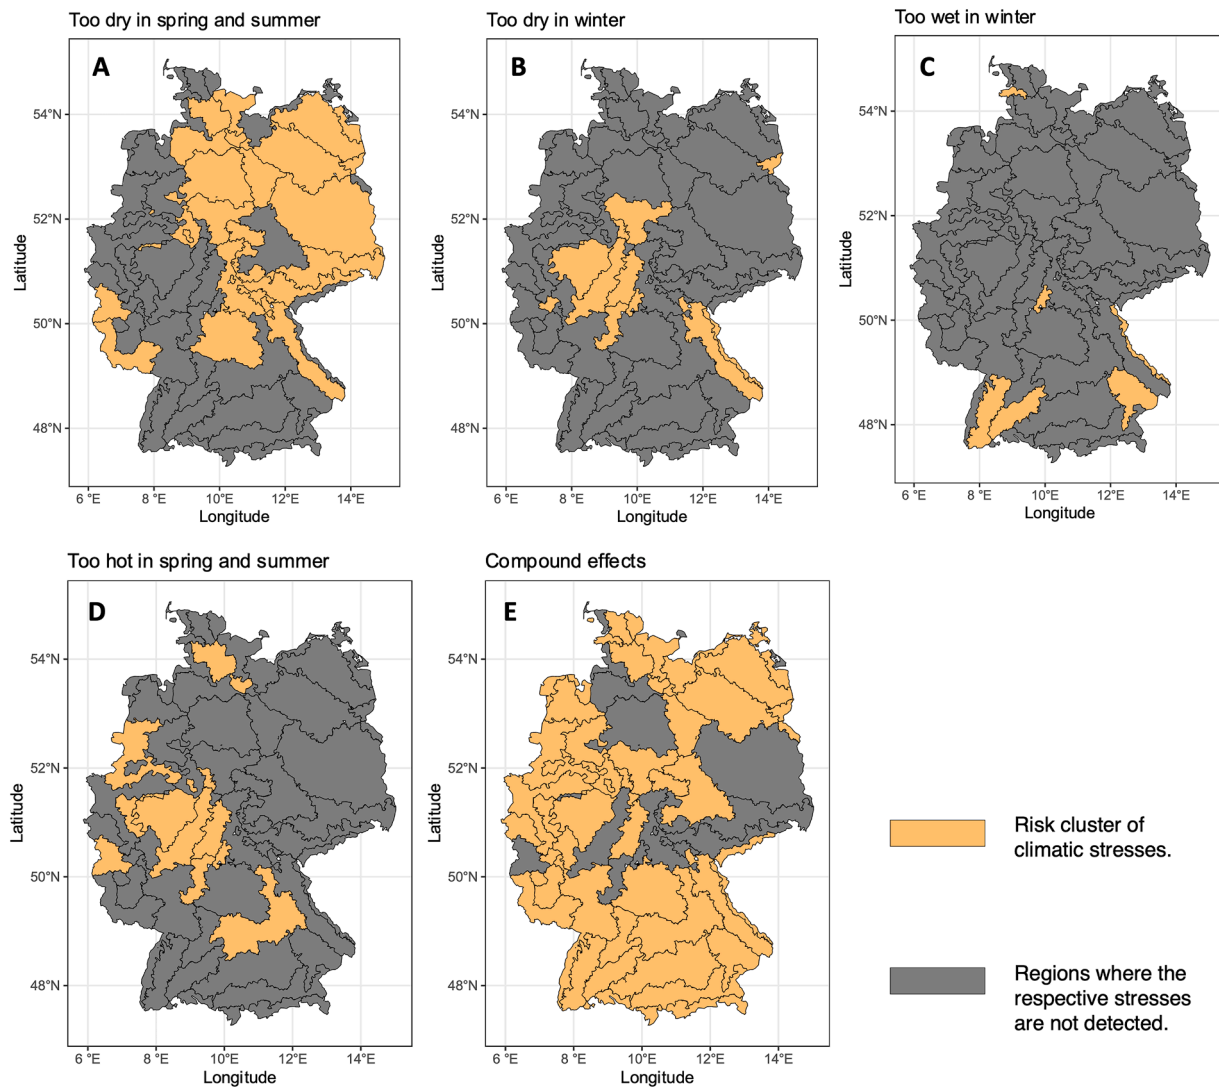 Too dry in spring and summer
A
54°N
52°N
50°N
48°N
Latitude
6°E 8°E 10°E 12°E 14°E
Longitude
Too dry in winter
B
54°N
52°N
50°N
48°N
Latitude
6°E 8°E 10°E 12°E 14°E
Longitude
Too wet in winter
C
54°N
52°N
50°N
48°N
Latitude
6°E 8°E 10°E 12°E 14°E
Longitude
Too hot in spring and summer
D
54°N
52°N
50°N
48°N
Latitude
6°E 8°E 10°E 12°E 14°E
Longitude
Compound effects
E
54°N
52°N
50°N
48°N
Latitude
6°E 8°E 10°E 12°E 14°E
Longitude
Risk cluster of
climatic stresses.
Regions where the
respective stresses
are not detected.